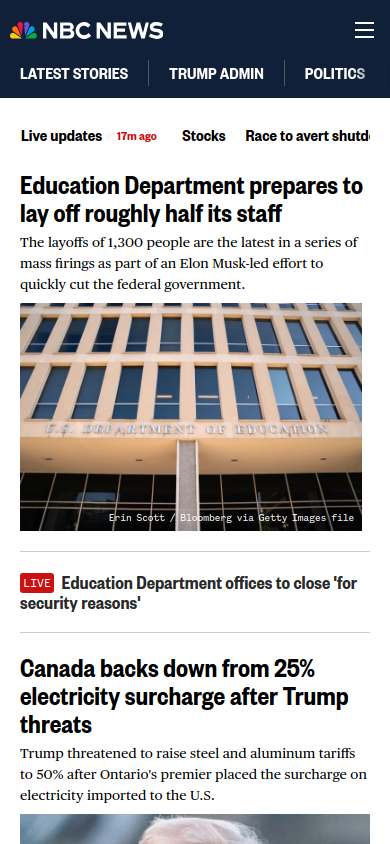 NBC NEWS
LATEST STORIES TRUMP ADMIN POLITICS
Live updates 17m ago Stocks Race to avert
Education Department prepares to
lay off roughly half its staff
The layoffs of 1,300 people are the latest in a series of
mass firings as part of an Elon Musk-led effort to
quickly cut the federal government.
U.S. DEPARTMENT OF EDUCATION
Erin Scott / Bloomberg via Getty Images file
LIVE Education Department offices to close 'for
security reasons'
Canada backs down from 25%
electricity surcharge after Trump
threats
Trump threatened to raise steel and aluminum tariffs
to 50% after Ontario's premier placed the surcharge on
electricity imported to the U.S.